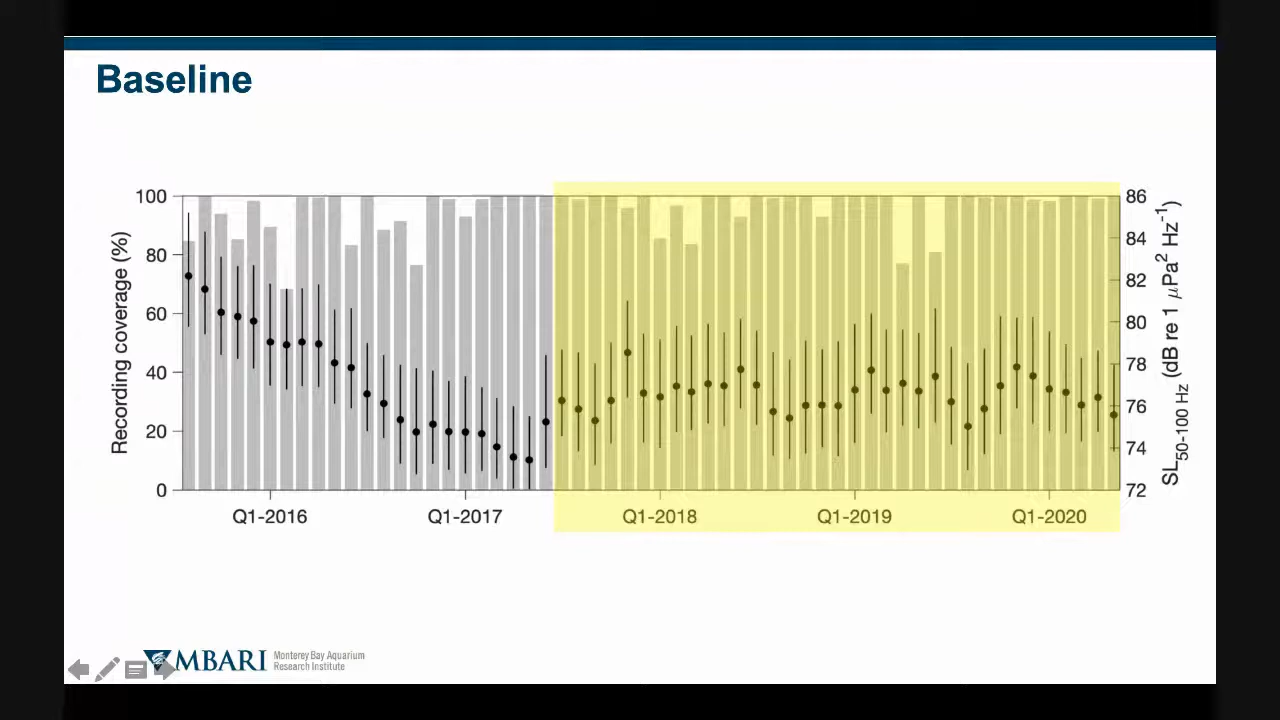 Baseline
100
80
60
40
20
0
Recording coverage (%)
86
84
82
80
78
76
74
72
SL50-100 Hz (dB re 1 μPa2 Hz-1)
Q1-2016 Q1-2017 Q1-2018 Q1-2019 Q1-2020
MBARI
Monterey Bay Aquarium
Research Institute